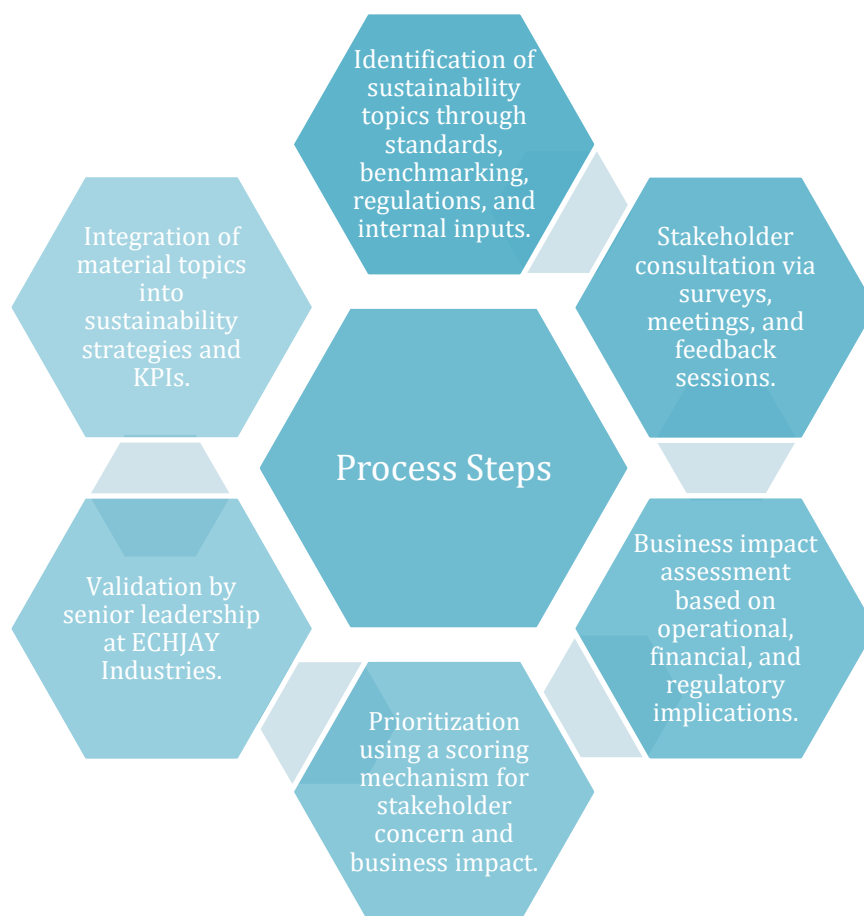 Identification of
sustainability
topics through
standards,
benchmarking,
regulations, and
internal inputs.
Stakeholder
consultation via
surveys,
meetings, and
feedback
sessions.
Business impact
assessment
based on
operational,
financial, and
regulatory
implications.
Prioritization
using a scoring
mechanism for
stakeholder
concern and
business impact.
Validation by
senior leadership
at ECHJAY
Industries.
Integration of
material topics
into
sustainability
strategies and
KPIs.
Process Steps